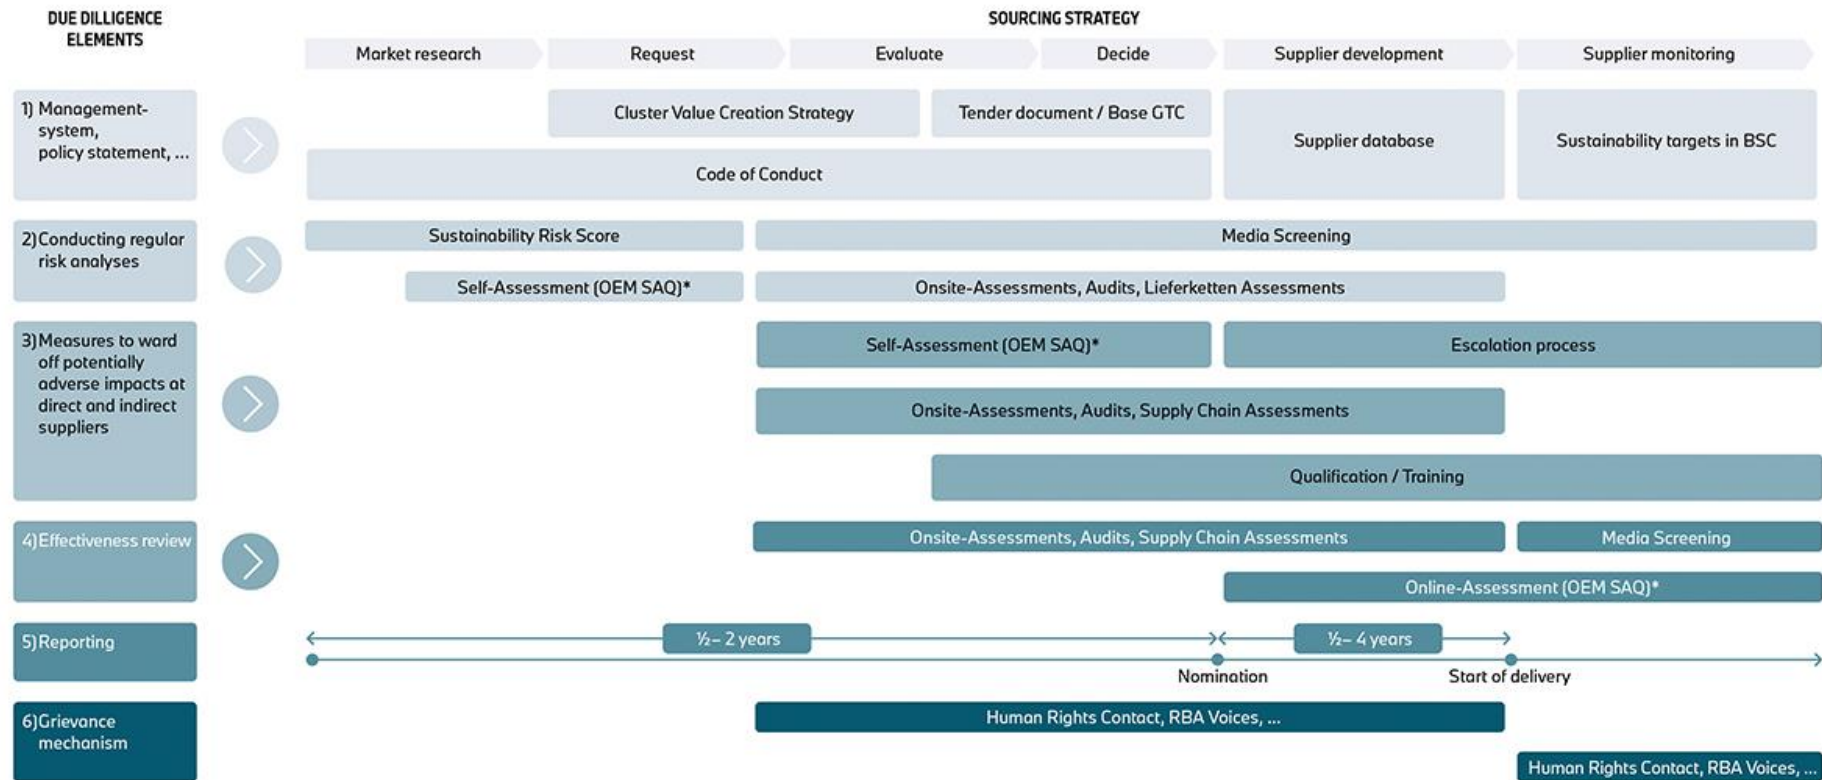 DUE DILLIGENCE
ELEMENTS
SOURCING STRATEGY
Market research
Request
Evaluate
Decide
Supplier development
Supplier monitoring
1) Management-
system,
policy statement, ...
Cluster Value Creation Strategy
Tender document / Base GTC
Supplier database
Sustainability targets in BSC
Code of Conduct
2)Conducting regular
risk analyses
Sustainability Risk Score
Media Screening
Self-Assessment (OEM SAQ)*
Onsite-Assessments, Audits, Lieferketten Assessments
3)Measures to ward
off potentially
adverse impacts at
direct and indirect
suppliers
Self-Assessment (OEM SAQ)*
Escalation process
Onsite-Assessments, Audits, Supply Chain Assessments
Qualification / Training
4)Effectiveness review
Onsite-Assessments, Audits, Supply Chain Assessments
Media Screening
Online-Assessment (OEM SAQ)*
5)Reporting
½– 2 years
½– 4 years
Nomination
Start of delivery
6)Grievance
mechanism
Human Rights Contact, RBA Voices, ...
Human Rights Contact, RBA Voices, ...